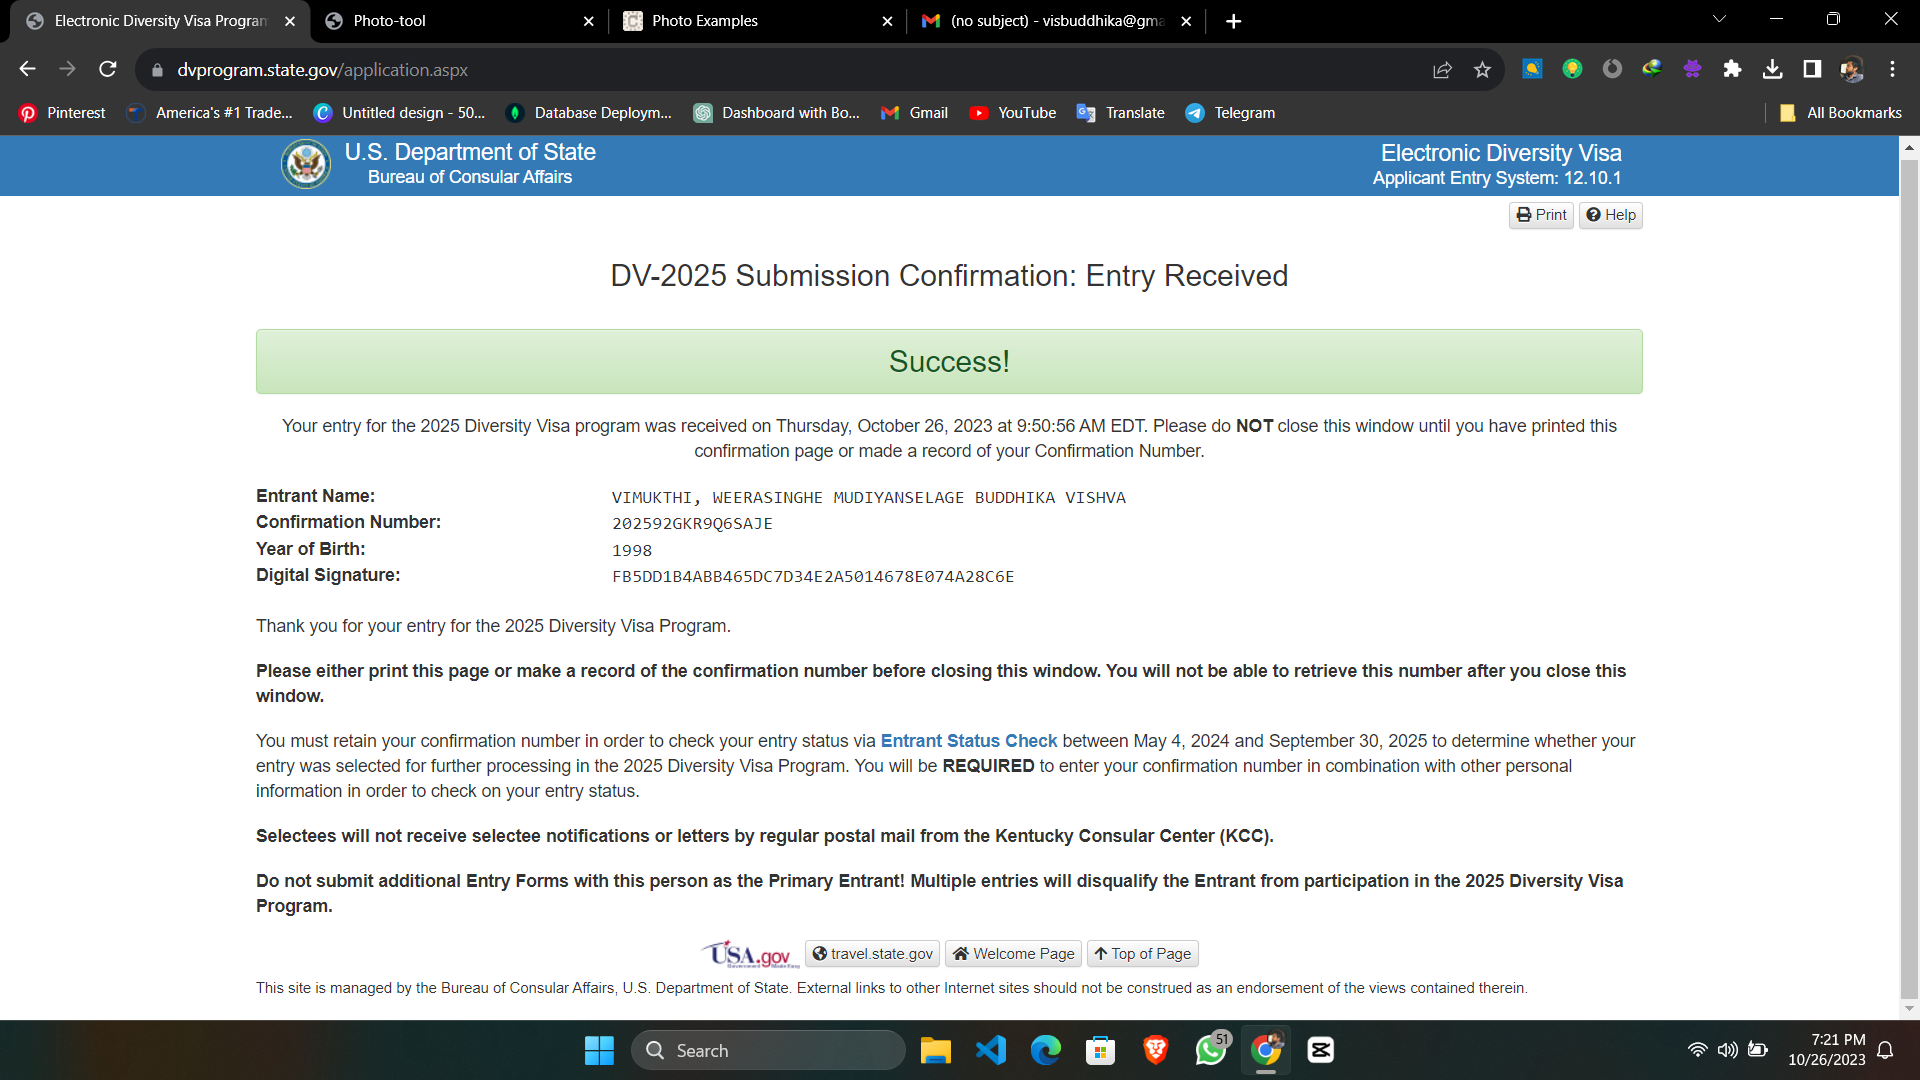 Electronic Diversity Visa Program
Photo-tool
Photo Examples
(no subject) - visbuddhika@gma
dvprogram.state.gov/application.aspx
Pinterest
America's #1 Trade...
Untitled design - 50...
Database Deploym...
Dashboard with Bo...
Gmail
YouTube
Translate
Telegram
All Bookmarks
U.S. Department of State
Bureau of Consular Affairs
Electronic Diversity Visa
Applicant Entry System: 12.10.1
Print
Help
DV-2025 Submission Confirmation: Entry Received
Success!
Your entry for the 2025 Diversity Visa program was received on Thursday, October 26, 2023 at 9:50:56 AM EDT. Please do NOT close this window until you have printed this
confirmation page or made a record of your Confirmation Number.
Entrant Name: VIMUKTHI, WEERASINGHE MUDIYANSELAGE BUDDHIKA VISHVA
Confirmation Number: 202592GKR9Q6SAJE
Year of Birth: 1998
Digital Signature: FB5DD1B4ABB465DC7D34E2A5014678E074A28C6E
Thank you for your entry for the 2025 Diversity Visa Program.
Please either print this page or make a record of the confirmation number before closing this window. You will not be able to retrieve this number after you close this
window.
You must retain your confirmation number in order to check your entry status via Entrant Status Check between May 4, 2024 and September 30, 2025 to determine whether your
entry was selected for further processing in the 2025 Diversity Visa Program. You will be REQUIRED to enter your confirmation number in combination with other personal
information in order to check on your entry status.
Selectees will not receive selectee notifications or letters by regular postal mail from the Kentucky Consular Center (KCC).
Do not submit additional Entry Forms with this person as the Primary Entrant! Multiple entries will disqualify the Entrant from participation in the 2025 Diversity Visa
Program.
USA.gov
travel.state.gov
Welcome Page
Top of Page
This site is managed by the Bureau of Consular Affairs, U.S. Department of State. External links to other Internet sites should not be construed as an endorsement of the views contained therein.
Search
51
7:21 PM
10/26/2023